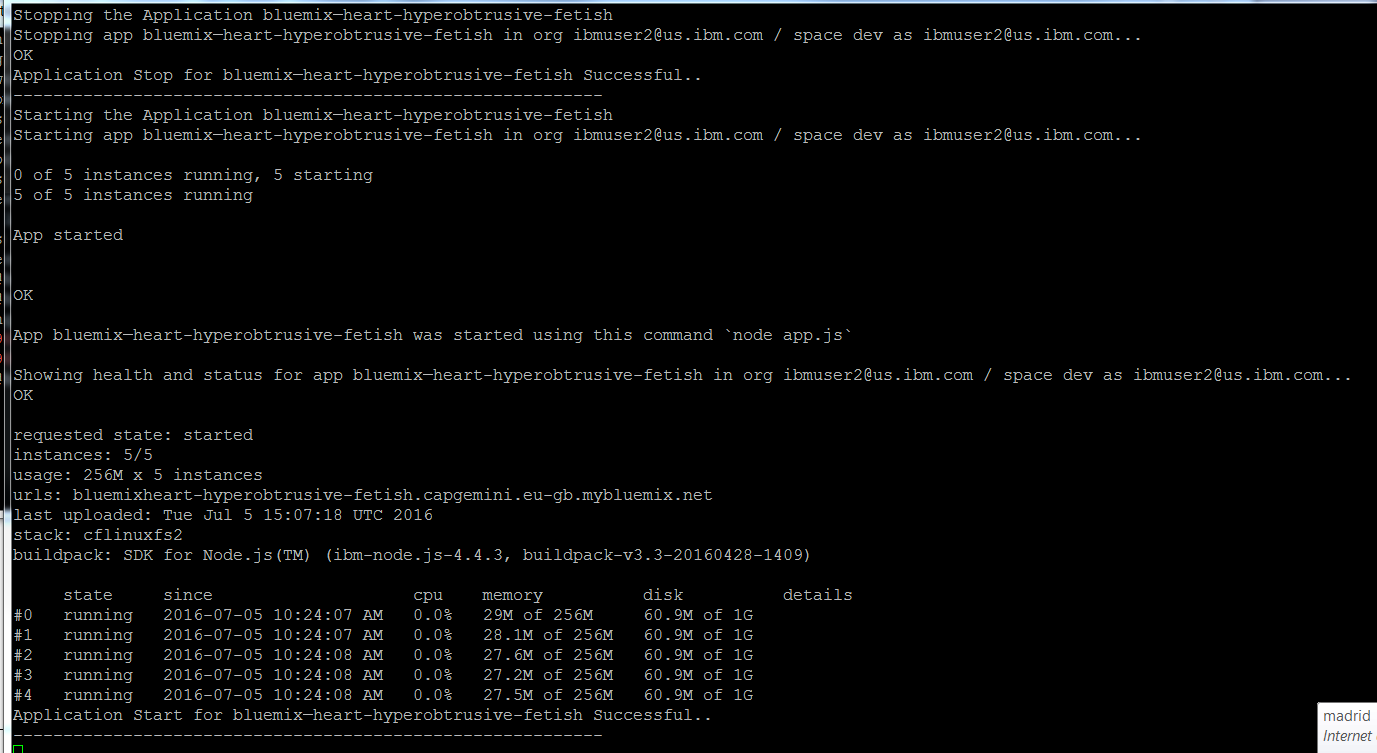 Stopping the Application bluemix—heart-hyperobtrusive-fetish
Stopping app bluemix—heart-hyperobtrusive-fetish in org ibmuser2@us.ibm.com / space dev as ibmuser2@us.ibm.com...
OK
Application Stop for bluemix—heart-hyperobtrusive-fetish Successful..
-----------------------------------------------------------
Starting the Application bluemix—heart-hyperobtrusive-fetish
Starting app bluemix—heart-hyperobtrusive-fetish in org ibmuser2@us.ibm.com / space dev as ibmuser2@us.ibm.com...
0 of 5 instances running, 5 starting
5 of 5 instances running
App started
OK
App bluemix—heart-hyperobtrusive-fetish was started using this command `node app.js`
Showing health and status for app bluemix—heart-hyperobtrusive-fetish in org ibmuser2@us.ibm.com / space dev as ibmuser2@us.ibm.com...
OK
requested state: started
instances: 5/5
usage: 256M x 5 instances
urls: bluemixheart-hyperobtrusive-fetish.capgemini.eu-gb.mybluemix.net
last uploaded: Tue Jul 5 15:07:18 UTC 2016
stack: cflinuxfs2
buildpack: SDK for Node.js(TM) (ibm-node.js-4.4.3, buildpack-v3.3-20160428-1409)
state since cpu memory disk details
#0 running 2016-07-05 10:24:07 AM 0.0% 29M of 256M 60.9M of 1G
#1 running 2016-07-05 10:24:07 AM 0.0% 28.1M of 256M 60.9M of 1G
#2 running 2016-07-05 10:24:08 AM 0.0% 27.6M of 256M 60.9M of 1G
#3 running 2016-07-05 10:24:08 AM 0.0% 27.2M of 256M 60.9M of 1G
#4 running 2016-07-05 10:24:08 AM 0.0% 27.5M of 256M 60.9M of 1G
Application Start for bluemix—heart-hyperobtrusive-fetish Successful..
-----------------------------------------------------------
madrid
Internet